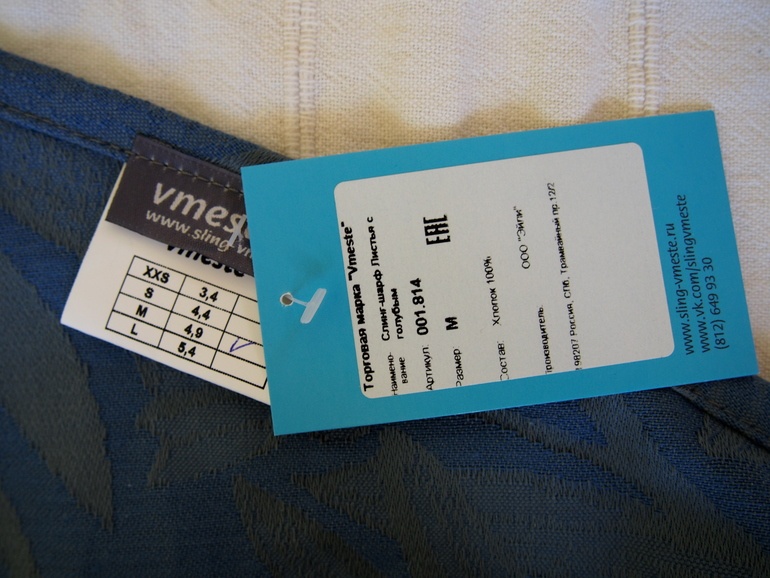 vmes
www.sling-v
vmeste
XXS 3,4
S 4,4
M 4,9
L 5,4
Торговая марка "Vmeste"
Наимено- Слинг-шарф Листья с
вание голубым
Артикул: 001.814
EAC
Размер: М
Состав: Хлопок 100%
ООО "Эйли"
Производитель:
198207 Россия, СПб, Трамвайный пр.12/2
www.sling-vmeste.ru
www.vk.com/slingvmeste
(812) 649 93 30